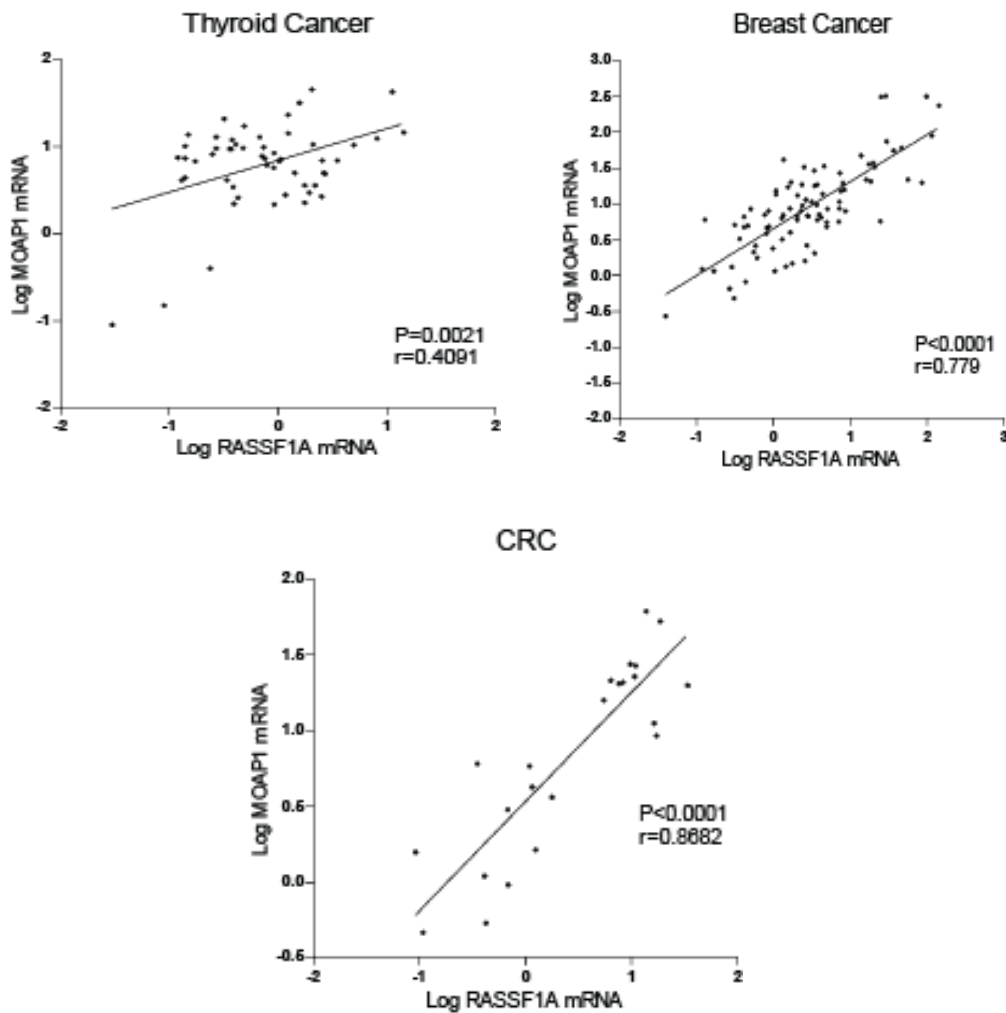 Thyroid Cancer
2
1
0
-1
-2
-2
-1
0
1
2
Log MOAP1 mRNA
Log RASSF1A mRNA
P=0.0021
r=0.4091
Breast Cancer
3.0
2.5
2.0
1.5
1.0
0.5
0.0
-0.5
-1.0
-1.5
-2.0
-2
-1
0
1
2
3
Log MOAP1 mRNA
Log RASSF1A mRNA
P<0.0001
r=0.779
CRC
2.0
1.5
1.0
0.5
0.0
-0.5
-2
-1
0
1
2
Log MOAP1 mRNA
Log RASSF1A mRNA
P<0.0001
r=0.8682